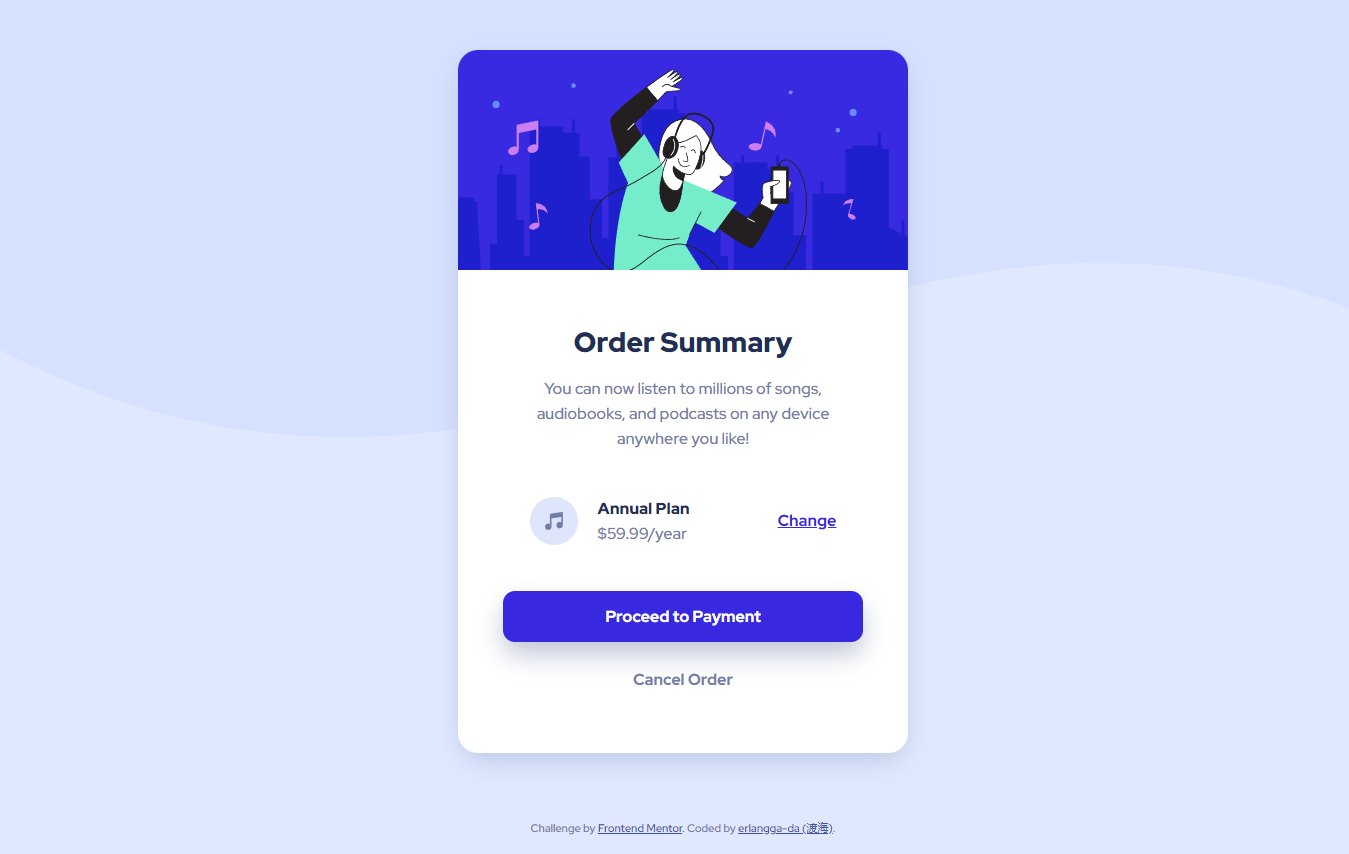 Order Summary
You can now listen to millions of songs,
audiobooks, and podcasts on any device
anywhere you like!
Annual Plan
$59.99/year
Change
Proceed to Payment
Cancel Order
Challenge by Frontend Mentor. Coded by erlangga-da (渡海).